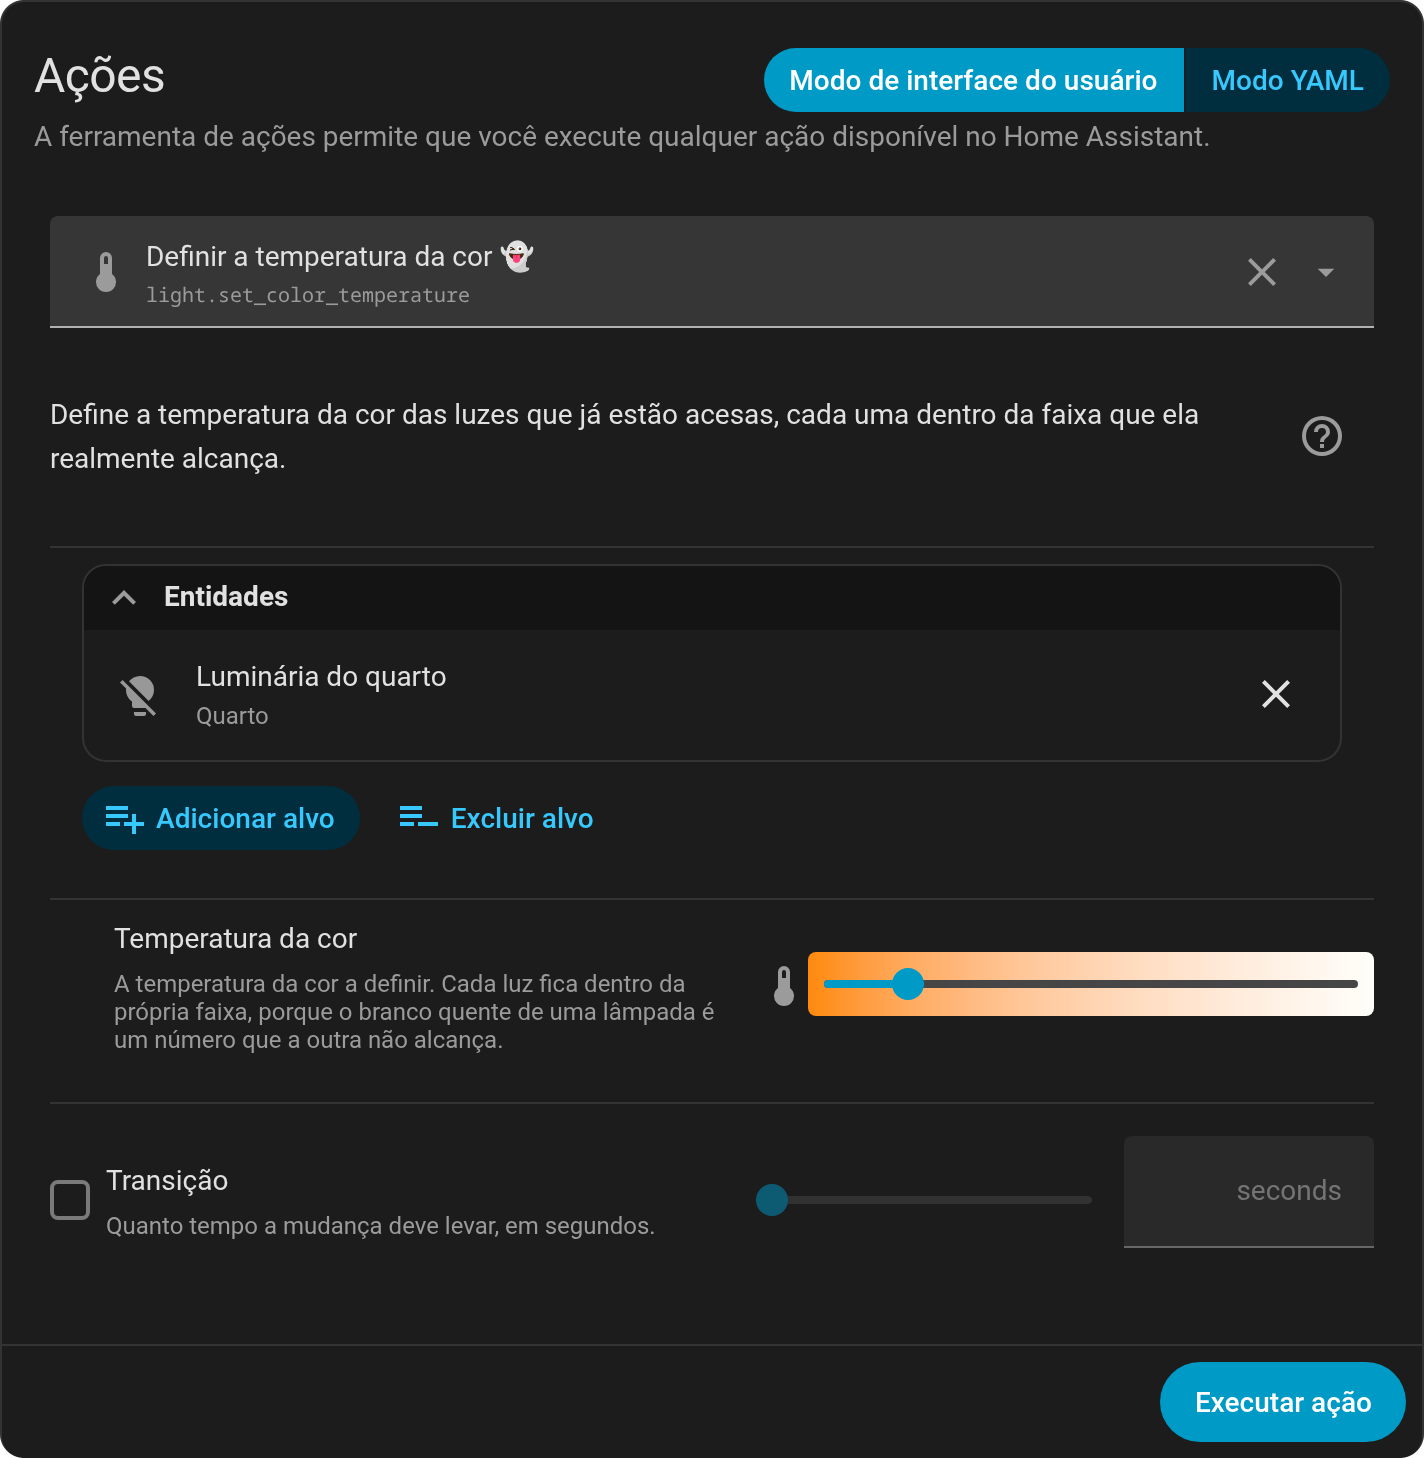 Ações
Modo de interface do usuário
Modo YAML
A ferramenta de ações permite que você execute qualquer ação disponível no Home Assistant.
Definir a temperatura da cor 👻
light.set_color_temperature
Define a temperatura da cor das luzes que já estão acesas, cada uma dentro da faixa que ela
realmente alcança.
Entidades
Luminária do quarto
Quarto
Adicionar alvo
Excluir alvo
Temperatura da cor
A temperatura da cor a definir. Cada luz fica dentro da
própria faixa, porque o branco quente de uma lâmpada é
um número que a outra não alcança.
Transição
Quanto tempo a mudança deve levar, em segundos.
seconds
Executar ação